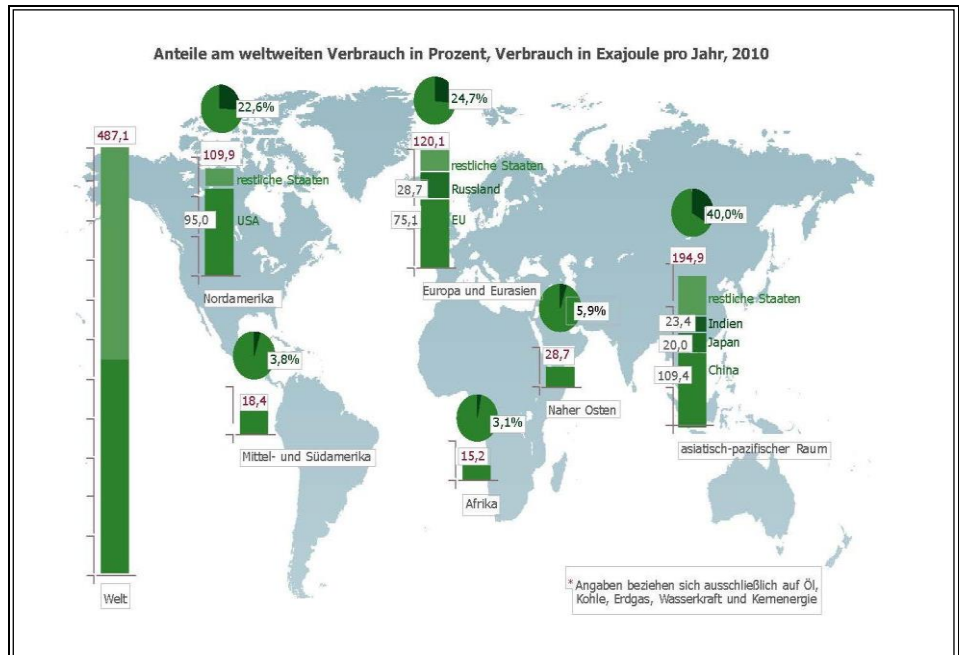 Anteile am weltweiten Verbrauch in Prozent, Verbrauch in Exajoule pro Jahr, 2010
487,1
Welt
22,6%
109,9
restliche Staaten
95,0
USA
Nordamerika
24,7%
120,1
restliche Staaten
28,7
Russland
75,1
EU
Europa und Eurasien
40,0%
194,9
restliche Staaten
23,4
Indien
20,0
Japan
109,4
China
asiatisch-pazifischer Raum
5,9%
28,7
Naher Osten
3,8%
18,4
Mittel- und Südamerika
3,1%
15,2
Afrika
* Angaben beziehen sich ausschließlich auf Öl,
Kohle, Erdgas, Wasserkraft und Kernenergie